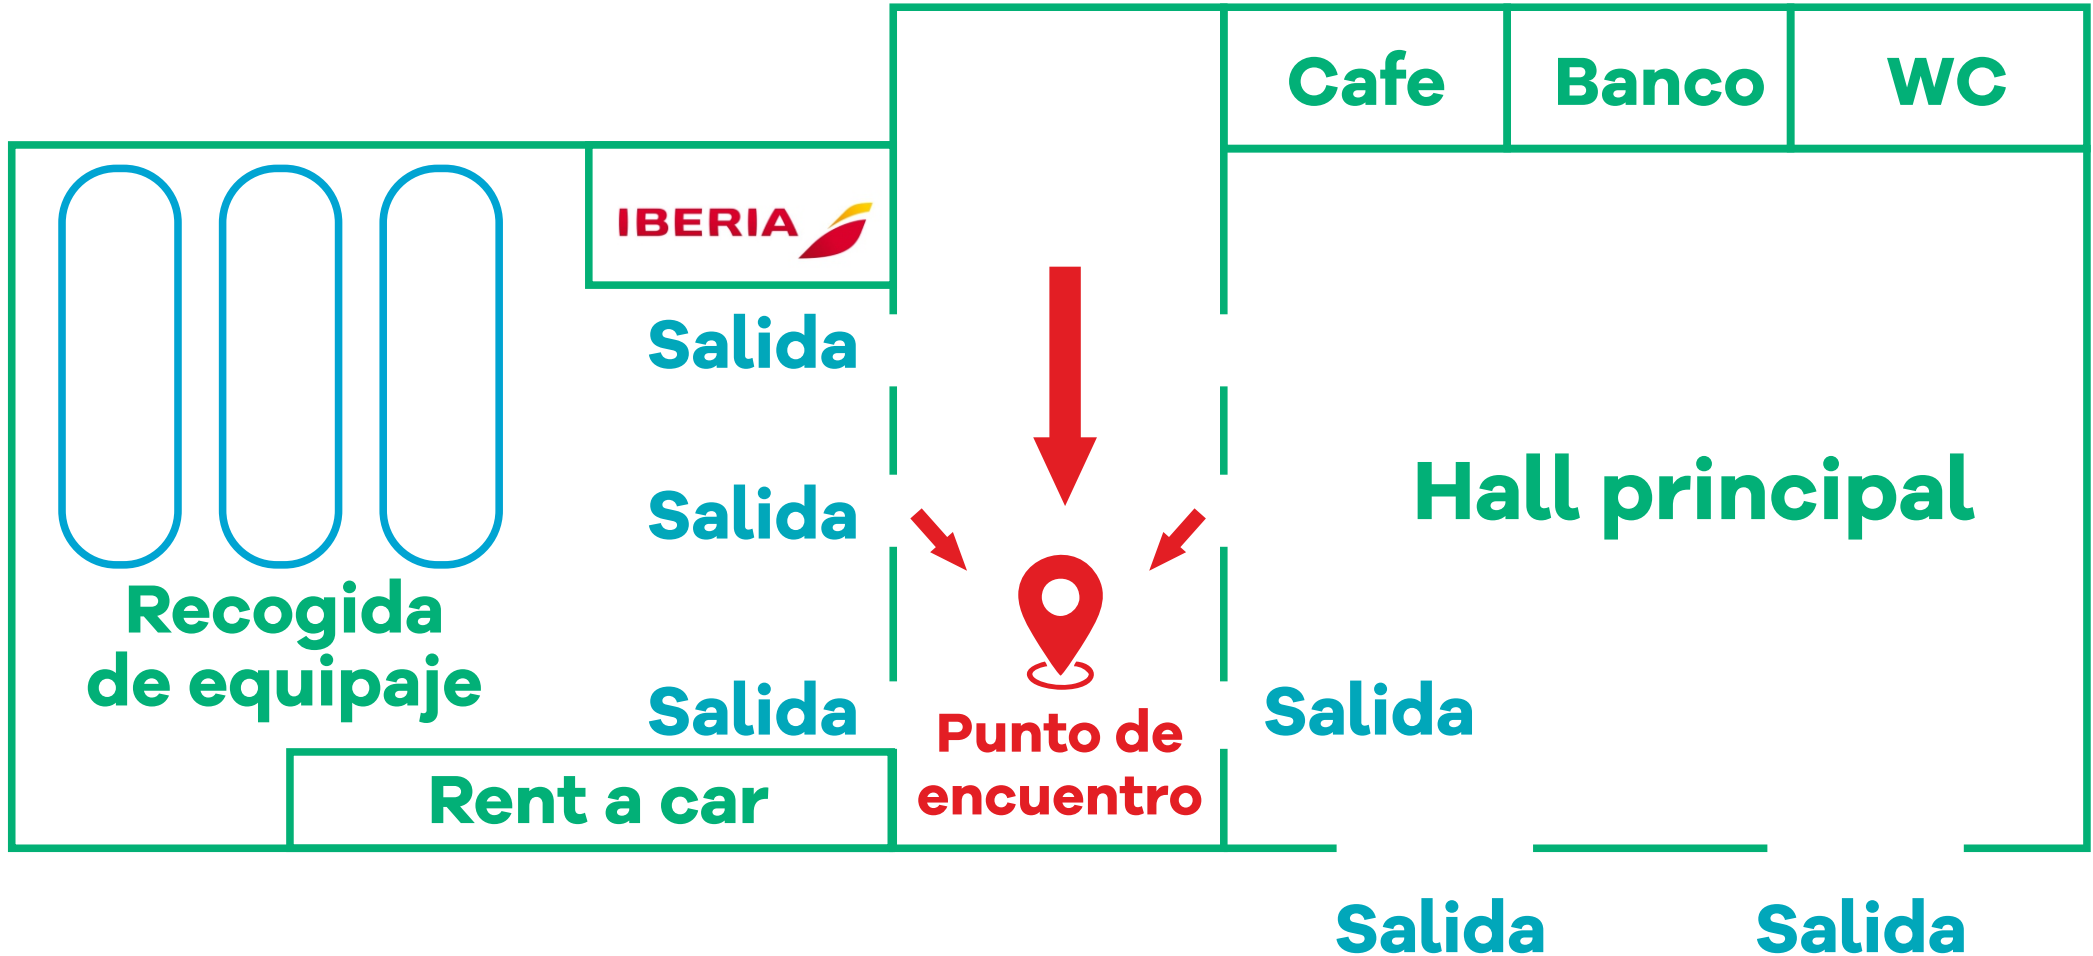 Cafe
Banco
WC
IBERIA
Salida
Salida
Hall principal
Recogida
de equipaje
Salida
Punto de
encuentro
Salida
Rent a car
Salida
Salida